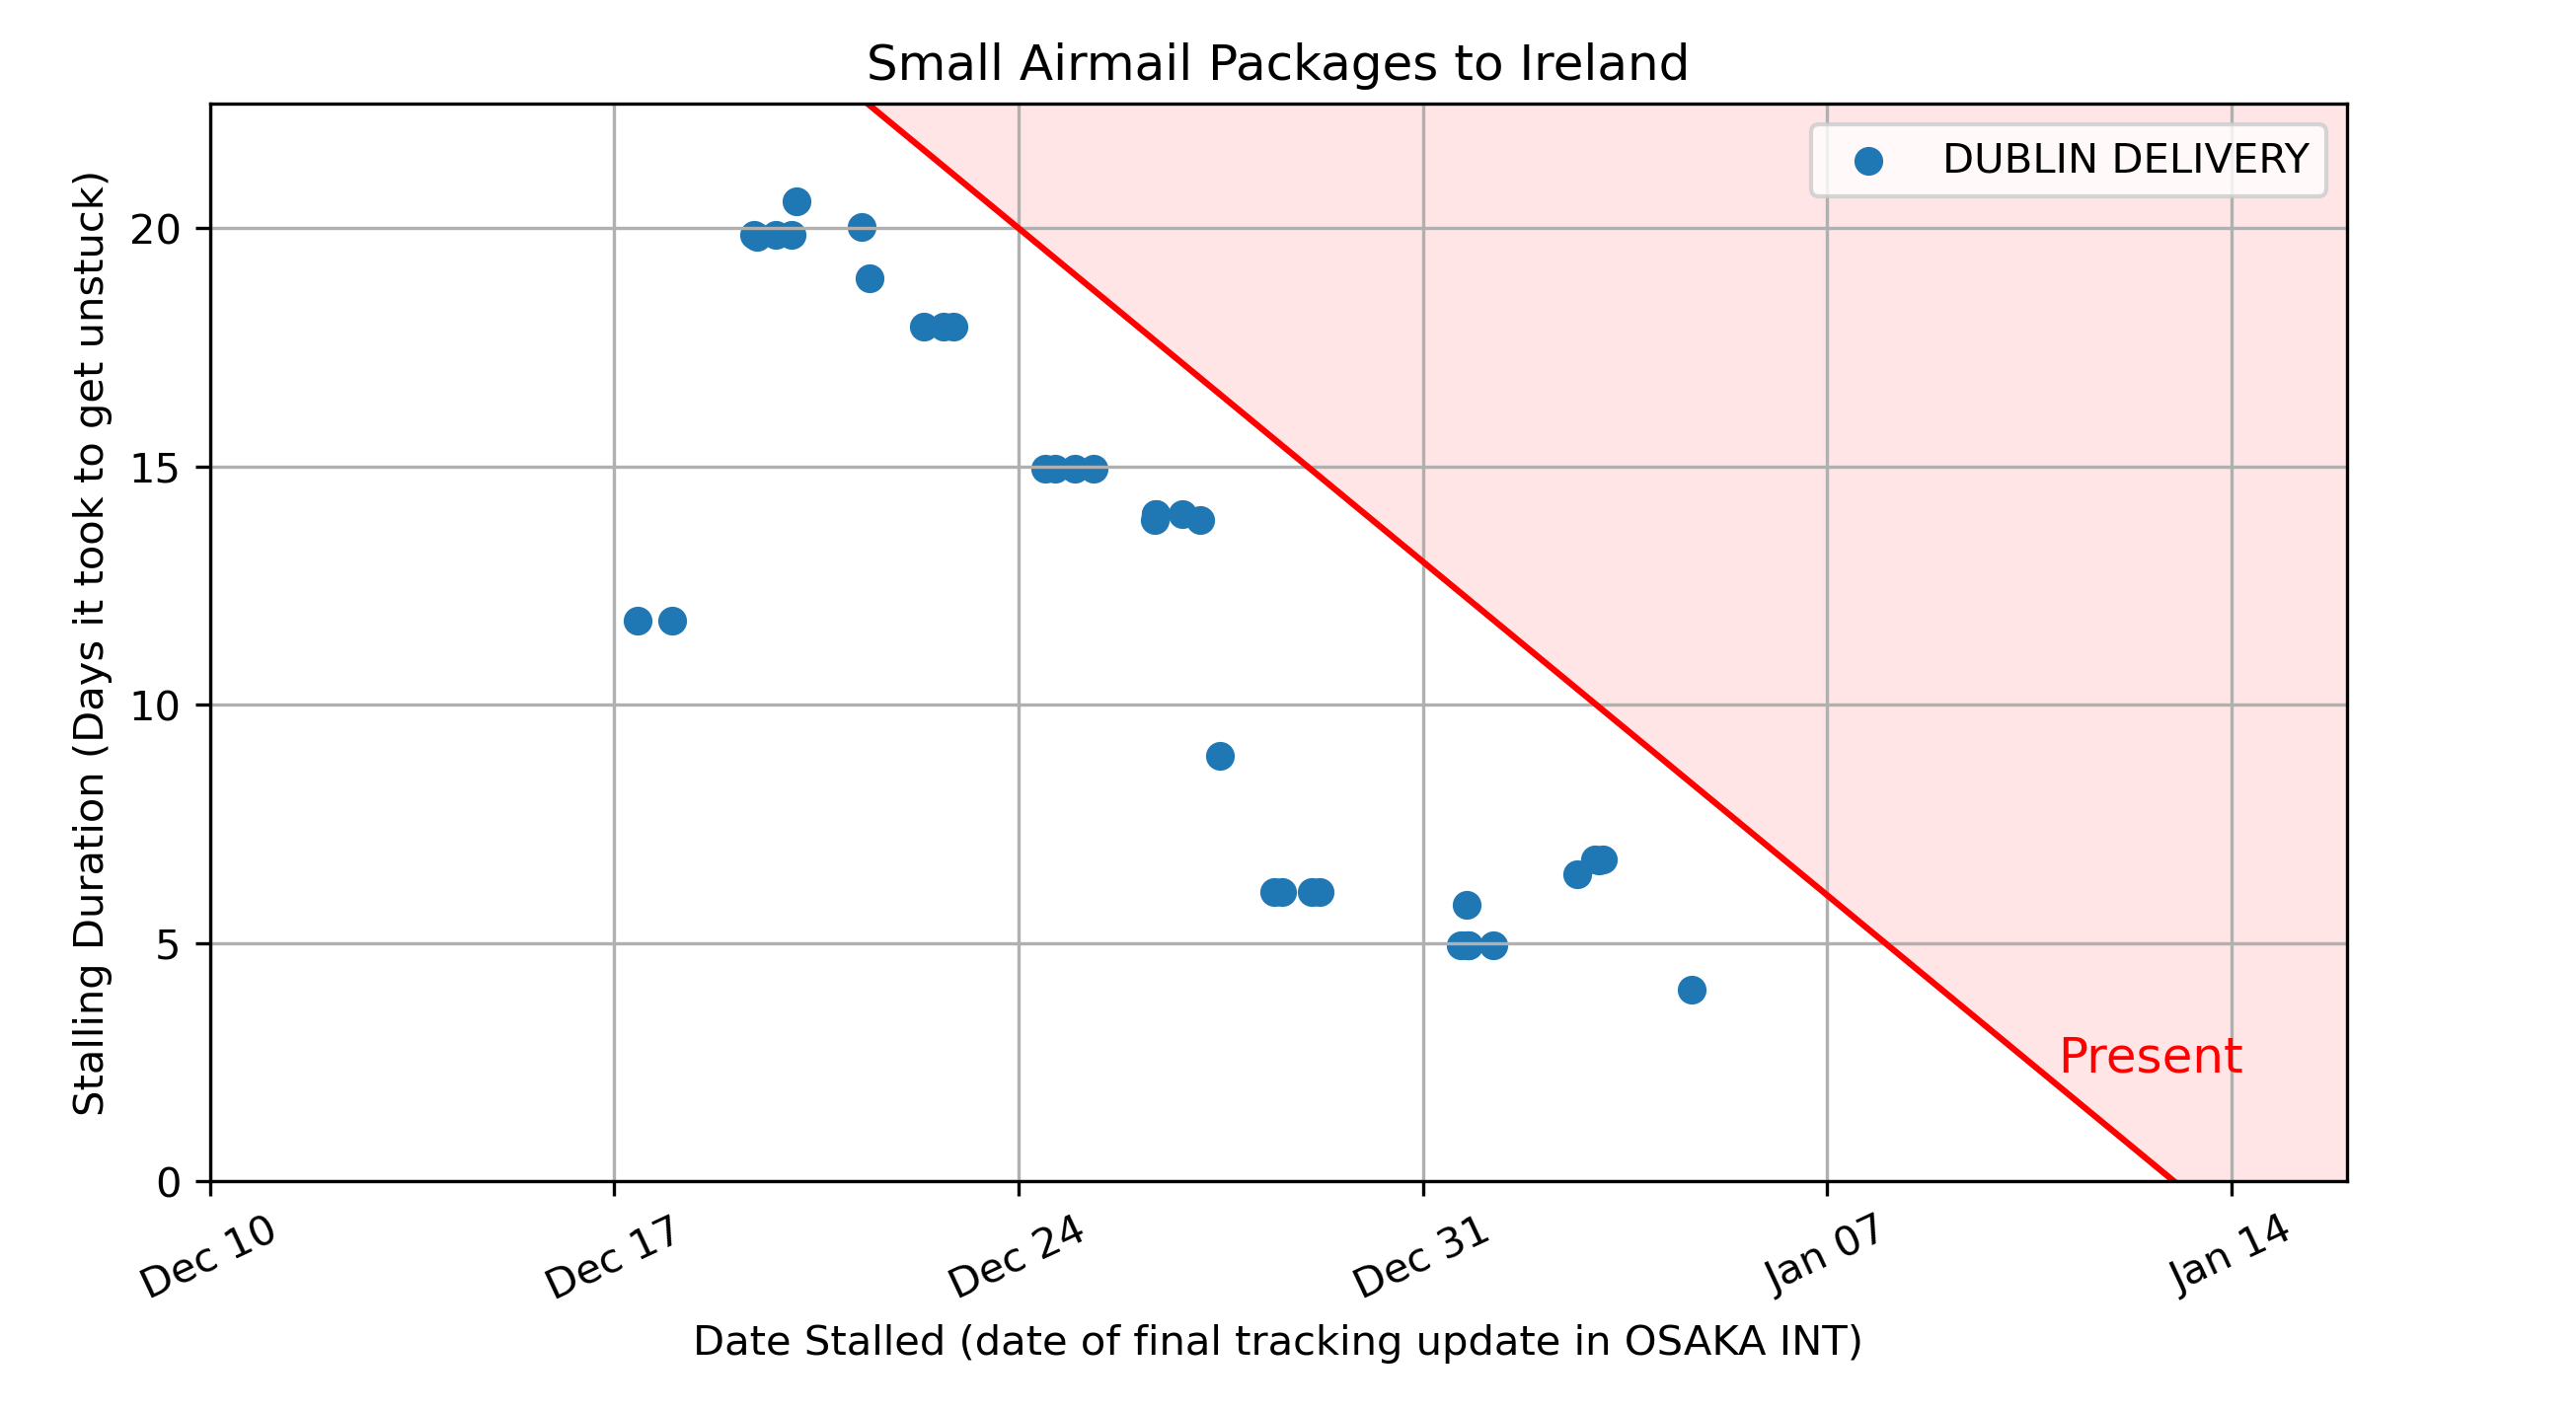 Small Airmail Packages to Ireland
DUBLIN DELIVERY
Stalling Duration (Days it took to get unstuck)
20
15
10
5
0
Present
Dec 10
Dec 17
Dec 24
Dec 31
Jan 07
Jan 14
Date Stalled (date of final tracking update in OSAKA INT)